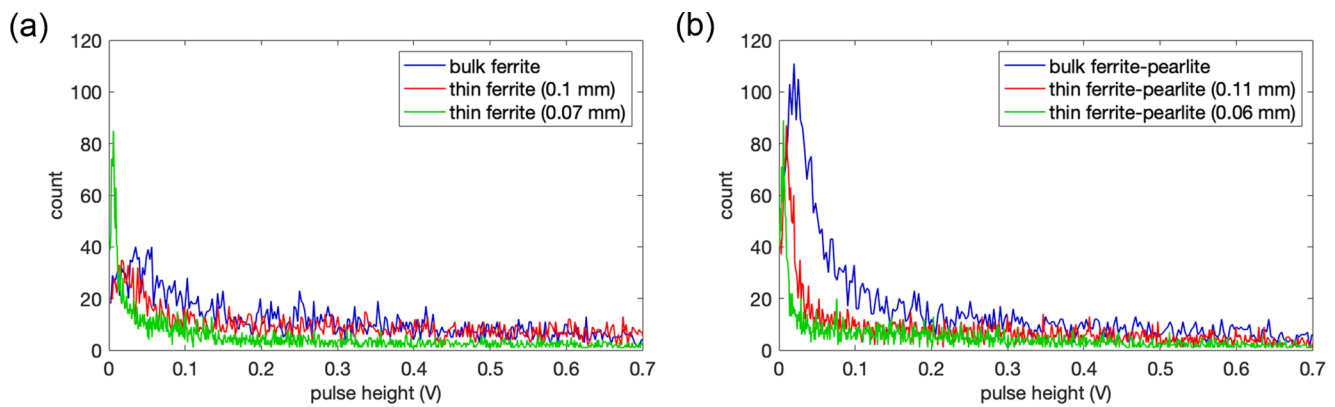 (a)
120
100
80
60
40
20
0
count
bulk ferrite
thin ferrite (0.1 mm)
thin ferrite (0.07 mm)
0 0.1 0.2 0.3 0.4 0.5 0.6 0.7
pulse height (V)
(b)
120
100
80
60
40
20
0
count
bulk ferrite-pearlite
thin ferrite-pearlite (0.11 mm)
thin ferrite-pearlite (0.06 mm)
0 0.1 0.2 0.3 0.4 0.5 0.6 0.7
pulse height (V)